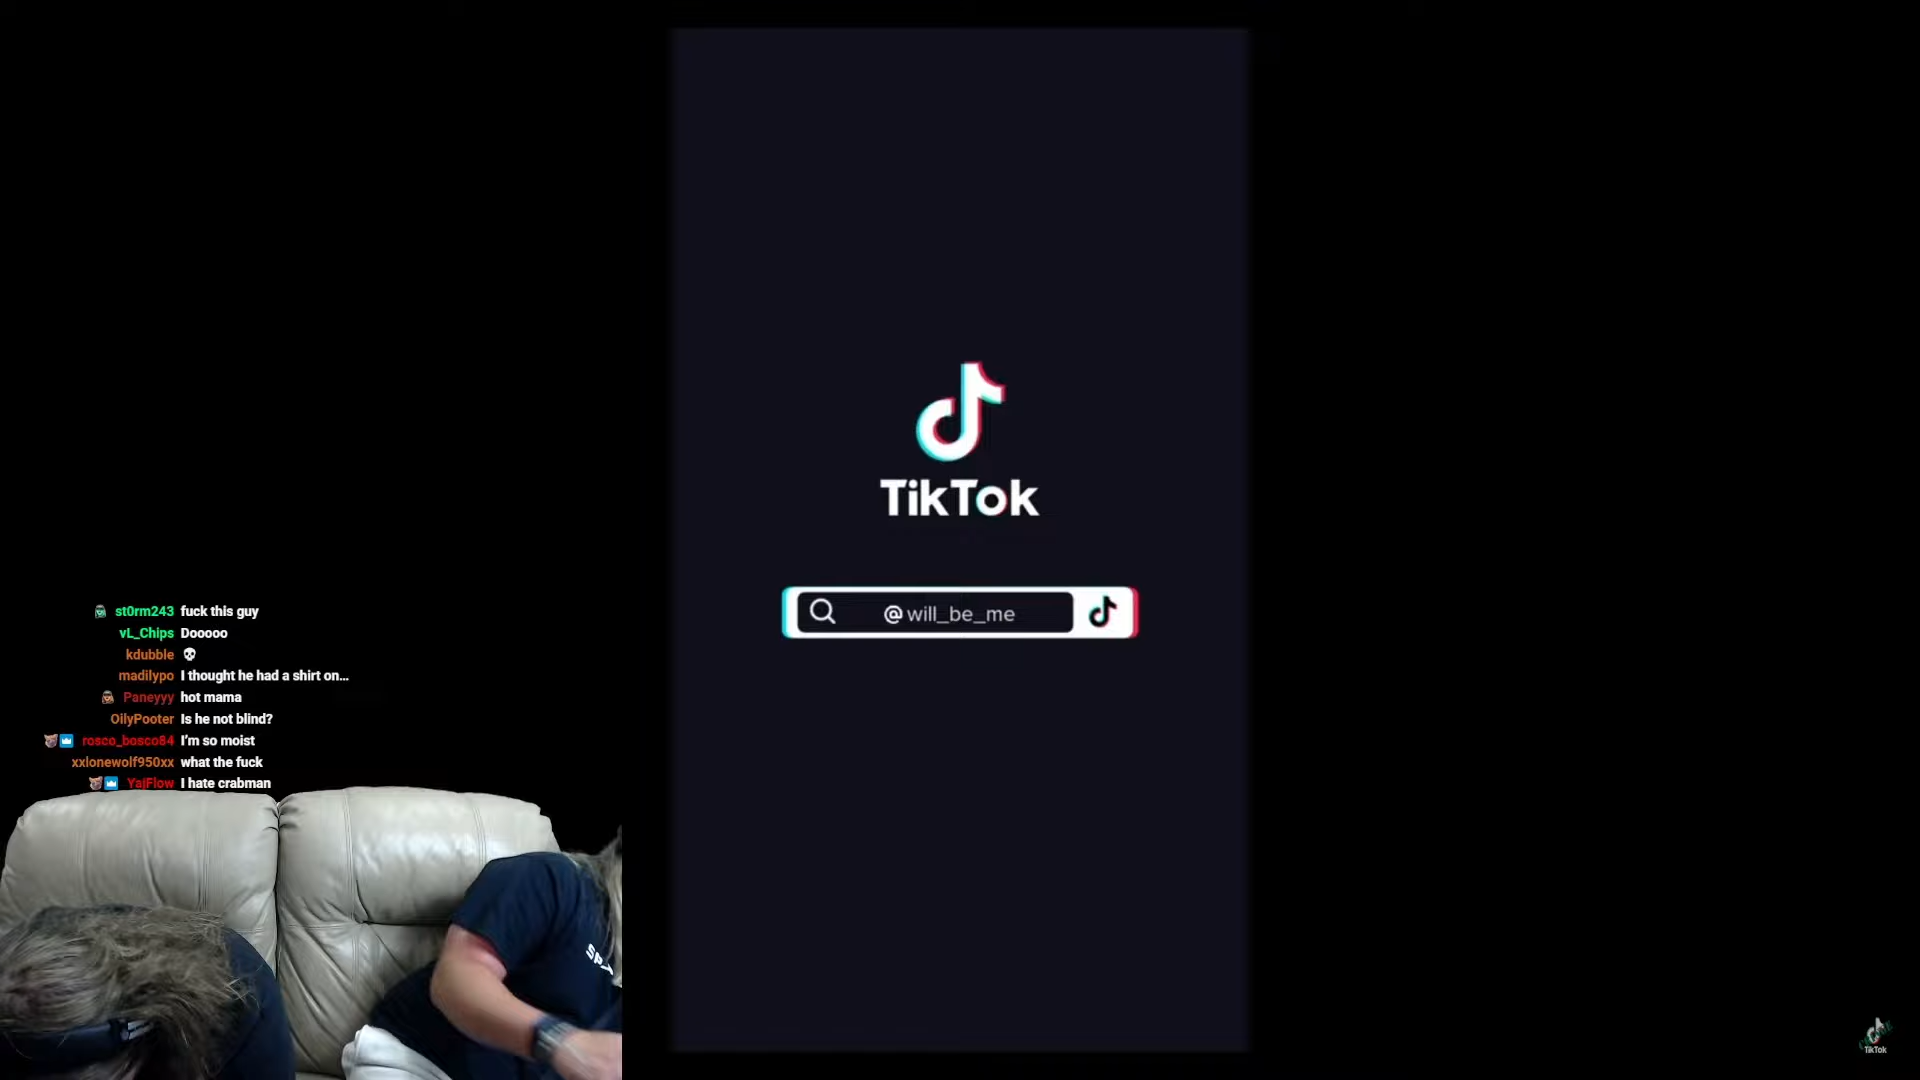 TikTok
@will_be_me
st0rm243 fuck this guy
vL_Chips Dooooo
kdubble
madilypo I thought he had a shirt on...
Paneyyy hot mama
OilyPooter Is he not blind?
rosco_bosco84 I'm so moist
xxlonewolf950xx what the fuck
YajFlow I hate crabman
TikTok